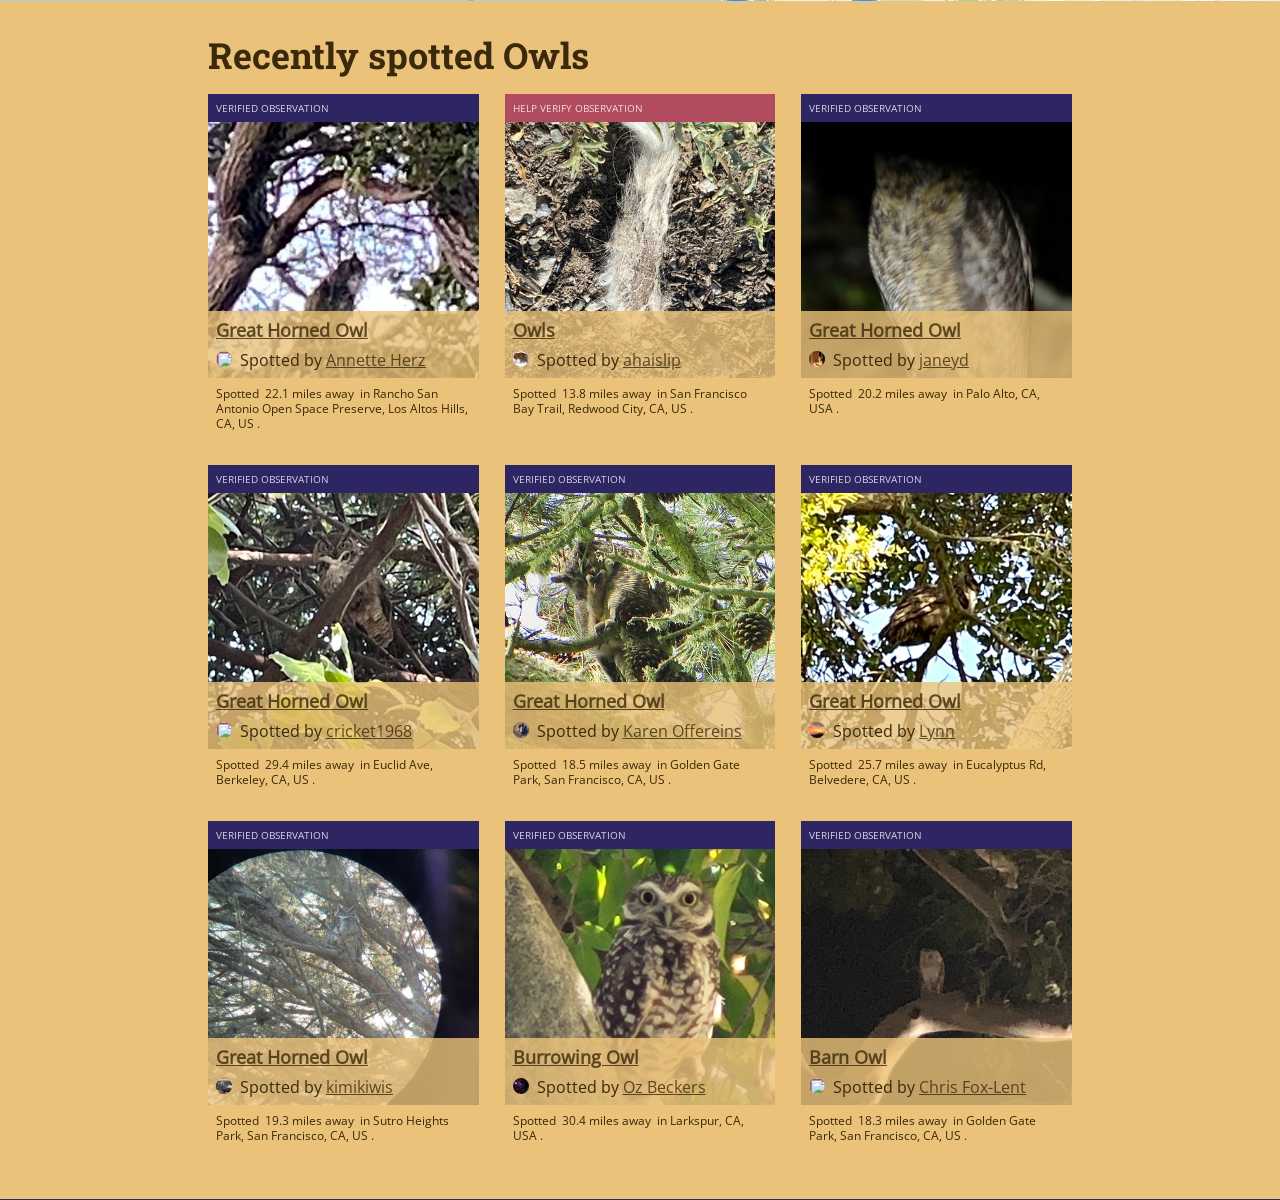 Recently spotted Owls
VERIFIED OBSERVATION
Great Horned Owl
Spotted by Annette Herz
Spotted 22.1 miles away in Rancho San
Antonio Open Space Preserve, Los Altos Hills,
CA, US .
HELP VERIFY OBSERVATION
Owls
Spotted by ahaislip
Spotted 13.8 miles away in San Francisco
Bay Trail, Redwood City, CA, US .
VERIFIED OBSERVATION
Great Horned Owl
Spotted by janeyd
Spotted 20.2 miles away in Palo Alto, CA,
USA .
VERIFIED OBSERVATION
Great Horned Owl
Spotted by cricket1968
Spotted 29.4 miles away in Euclid Ave,
Berkeley, CA, US .
VERIFIED OBSERVATION
Great Horned Owl
Spotted by Karen Offereins
Spotted 18.5 miles away in Golden Gate
Park, San Francisco, CA, US .
VERIFIED OBSERVATION
Great Horned Owl
Spotted by Lynn
Spotted 25.7 miles away in Eucalyptus Rd,
Belvedere, CA, US .
VERIFIED OBSERVATION
Great Horned Owl
Spotted by kimikiwis
Spotted 19.3 miles away in Sutro Heights
Park, San Francisco, CA, US .
VERIFIED OBSERVATION
Burrowing Owl
Spotted by Oz Beckers
Spotted 30.4 miles away in Larkspur, CA,
USA .
VERIFIED OBSERVATION
Barn Owl
Spotted by Chris Fox-Lent
Spotted 18.3 miles away in Golden Gate
Park, San Francisco, CA, US .